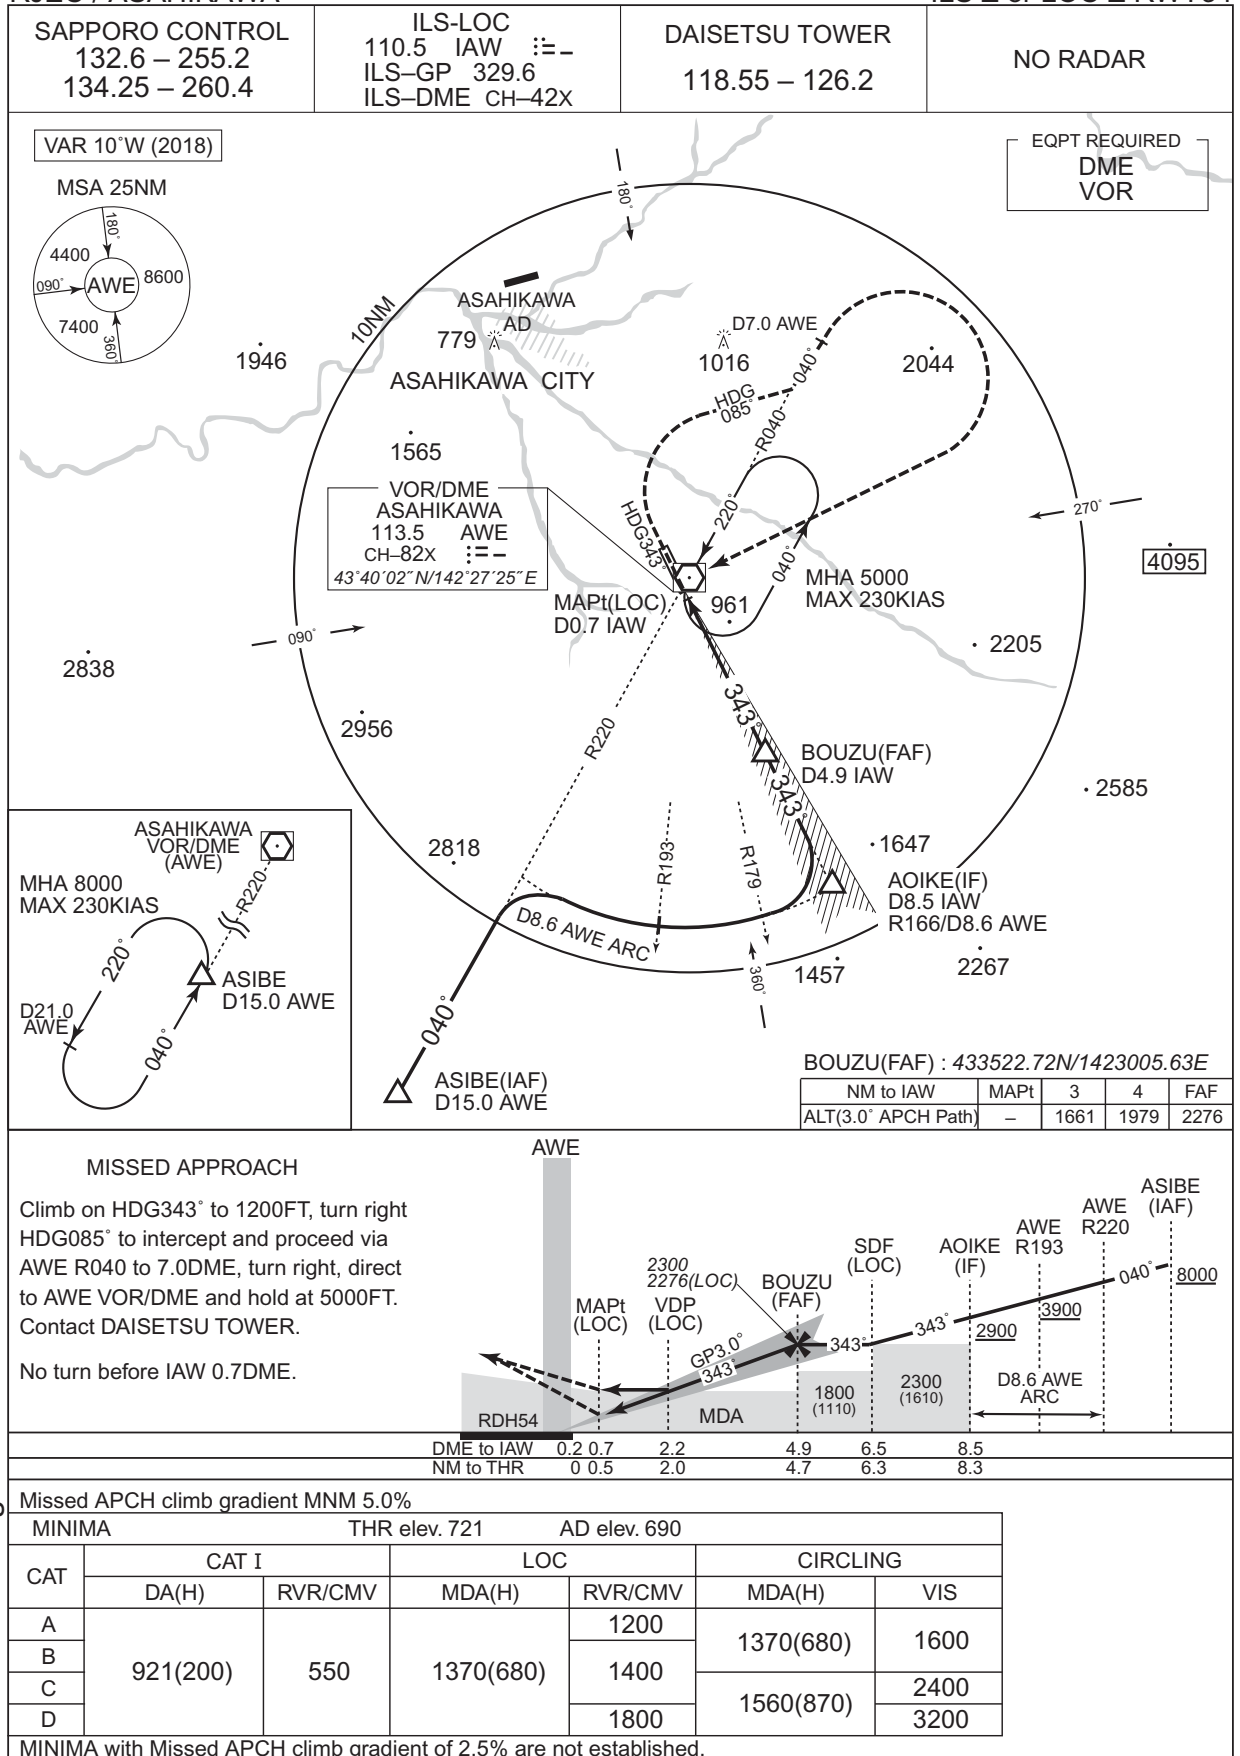 SAPPORO CONTROL
132.6 – 255.2
134.25 – 260.4
ILS-LOC
110.5 IAW
ILS–GP 329.6
ILS–DME CH–42X
DAISETSU TOWER
118.55 – 126.2
NO RADAR
VAR 10˚W (2018)
EQPT REQUIRED
DME
VOR
MSA 25NM
180˚
4400
090˚
AWE
8600
7400
360˚
180˚
10NM
ASAHIKAWA
AD
779
ASAHIKAWA CITY
1946
1565
D7.0 AWE
1016
040˚
2044
HDG
085˚
R040
VOR/DME
ASAHIKAWA
113.5 AWE
CH–82X
43˚40´02˝N/142˚27´25˝E
HDG343˚
220˚
040˚
270˚
4095
MHA 5000
MAX 230KIAS
MAPt(LOC)
D0.7 IAW
961
090˚
2205
2838
2956
343˚
R220
BOUZU(FAF)
D4.9 IAW
343˚
2585
2818
R193
R179
1647
AOIKE(IF)
D8.5 IAW
R166/D8.6 AWE
D8.6 AWE ARC
360˚
1457
2267
040˚
ASIBE(IAF)
D15.0 AWE
ASAHIKAWA
VOR/DME
(AWE)
MHA 8000
MAX 230KIAS
R220
220˚
ASIBE
D15.0 AWE
D21.0
AWE
040˚
BOUZU(FAF) : 433522.72N/1423005.63E
NM to IAW MAPt 3 4 FAF
ALT(3.0˚ APCH Path) – 1661 1979 2276
MISSED APPROACH
Climb on HDG343˚ to 1200FT, turn right
HDG085˚ to intercept and proceed via
AWE R040 to 7.0DME, turn right, direct
to AWE VOR/DME and hold at 5000FT.
Contact DAISETSU TOWER.
No turn before IAW 0.7DME.
AWE
MAPt
(LOC)
VDP
(LOC)
2300
2276(LOC)
BOUZU
(FAF)
SDF
(LOC)
AOIKE
(IF)
AWE
R193
AWE
R220
ASIBE
(IAF)
GP3.0˚
343˚
343˚
343˚
040˚
8000
3900
2900
RDH54
MDA
1800
(1110)
2300
(1610)
D8.6 AWE
ARC
DME to IAW 0.2 0.7 2.2 4.9 6.5 8.5
NM to THR 0 0.5 2.0 4.7 6.3 8.3
Missed APCH climb gradient MNM 5.0%
MINIMA THR elev. 721 AD elev. 690
CAT CAT I LOC CIRCLING
DA(H) RVR/CMV MDA(H) RVR/CMV MDA(H) VIS
A 921(200) 550 1370(680) 1200 1370(680) 1600
B 1400
C 1560(870) 2400
D 1800 3200
MINIMA with Missed APCH climb gradient of 2.5% are not established.